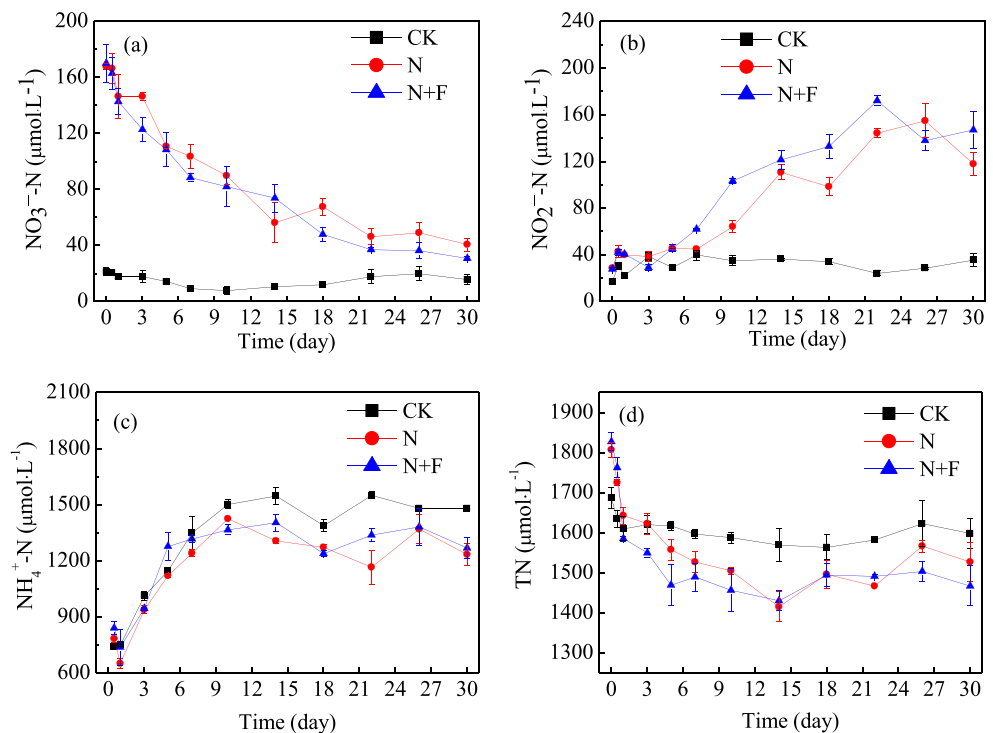 (a)
CK
N
N+F
NO3—-N (μmol·L-1)
200
160
120
80
40
0
0 3 6 9 12 15 18 21 24 27 30
Time (day)
(b)
CK
N
N+F
NO2—-N (μmol·L-1)
240
200
160
120
80
40
0
0 3 6 9 12 15 18 21 24 27 30
Time (day)
(c)
CK
N
N+F
NH4+-N (μmol·L-1)
2100
1800
1500
1200
900
600
0 3 6 9 12 15 18 21 24 27 30
Time (day)
(d)
CK
N
N+F
TN (μmol·L-1)
1900
1800
1700
1600
1500
1400
1300
0 3 6 9 12 15 18 21 24 27 30
Time (day)